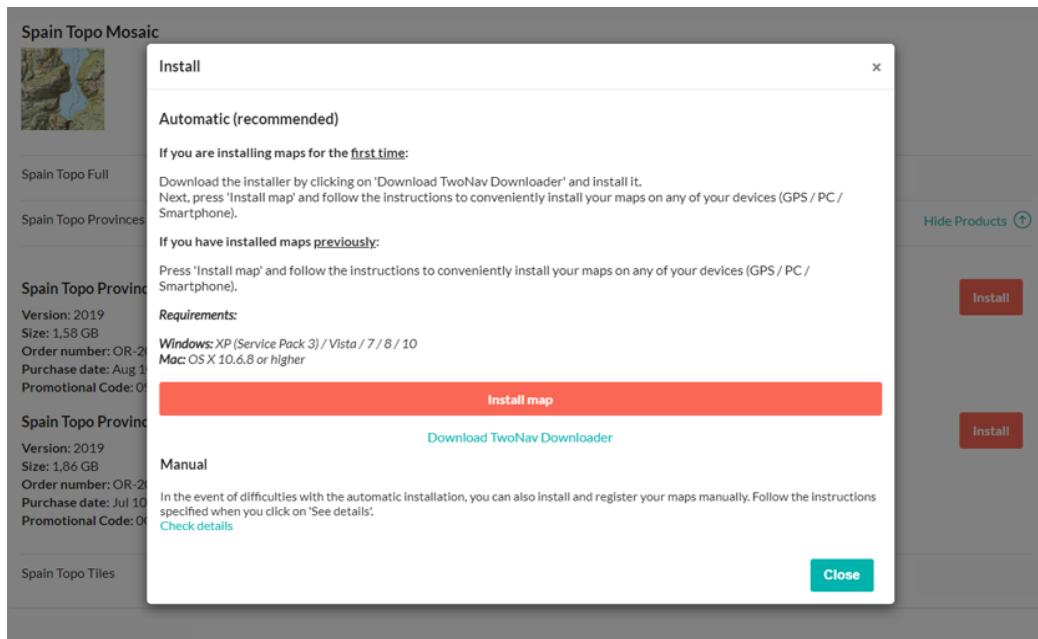 Spain Topo Mosaic
Install
×
Automatic (recommended)
If you are installing maps for the first time:
Spain Topo Full
Download the installer by clicking on 'Download TwoNav Downloader' and install it.
Next, press 'Install map' and follow the instructions to conveniently install your maps on any of your devices (GPS / PC /
Smartphone).
Spain Topo Provinces
Hide Products
If you have installed maps previously:
Press 'Install map' and follow the instructions to conveniently install your maps on any of your devices (GPS / PC /
Smartphone).
Spain Topo
Install
Version: 2019
Requirements:
Size: 1,58 GB
Windows: XP (Service Pack 3) / Vista / 7 / 8 / 10
Order number:
Mac: OS X 10.6.8 or higher
Purchase date: Aug
Promotional Code:
Install map
Spain Topo
Install
Download TwoNav Downloader
Version: 2019
Size: 1,86 GB
Manual
Order number:
Purchase date: Jul 10
In the event of difficulties with the automatic installation, you can also install and register your maps manually. Follow the instructions
specified when you click on 'See details'.
Promotional Code:
Check details
Spain Topo Tiles
Close